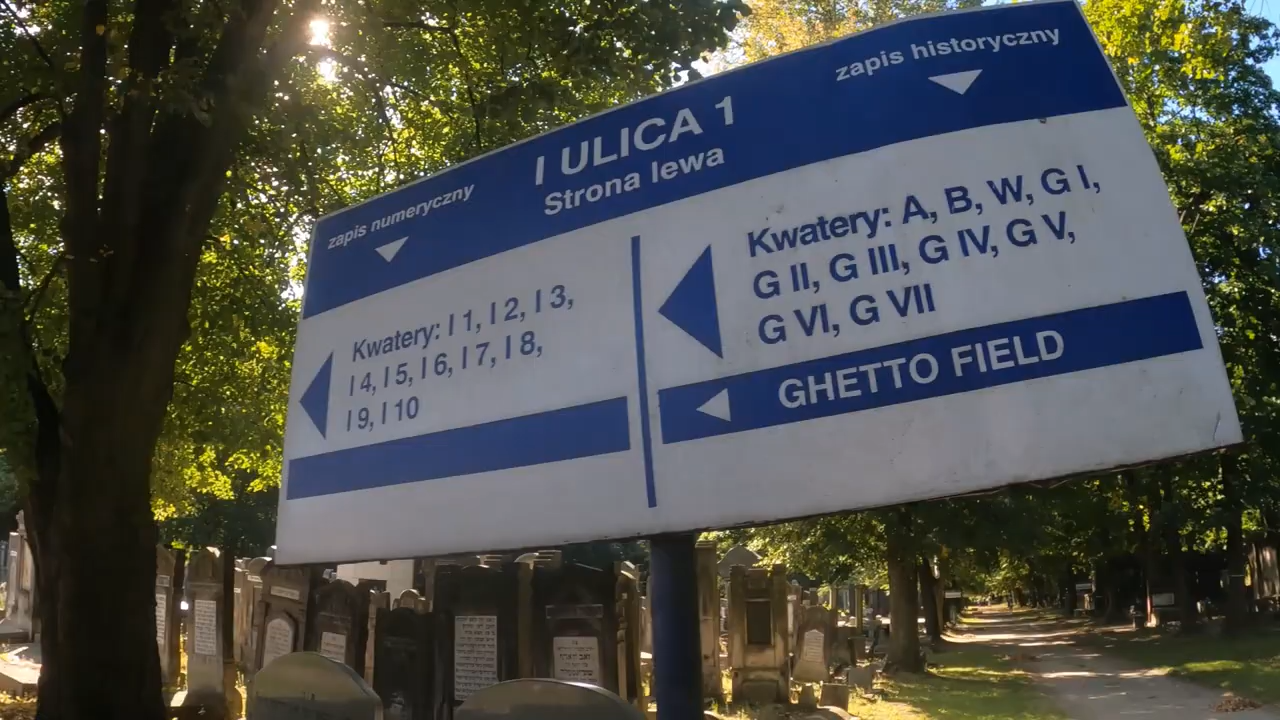 zapis numeryczny
I ULICA 1
Strona lewa
zapis historyczny
Kwatery: I 1, I 2, I 3,
I 4, I 5, I 6, I 7, I 8,
I 9, I 10
Kwatery: A, B, W, G I,
G II, G III, G IV, G V,
G VI, G VII
GHETTO FIELD